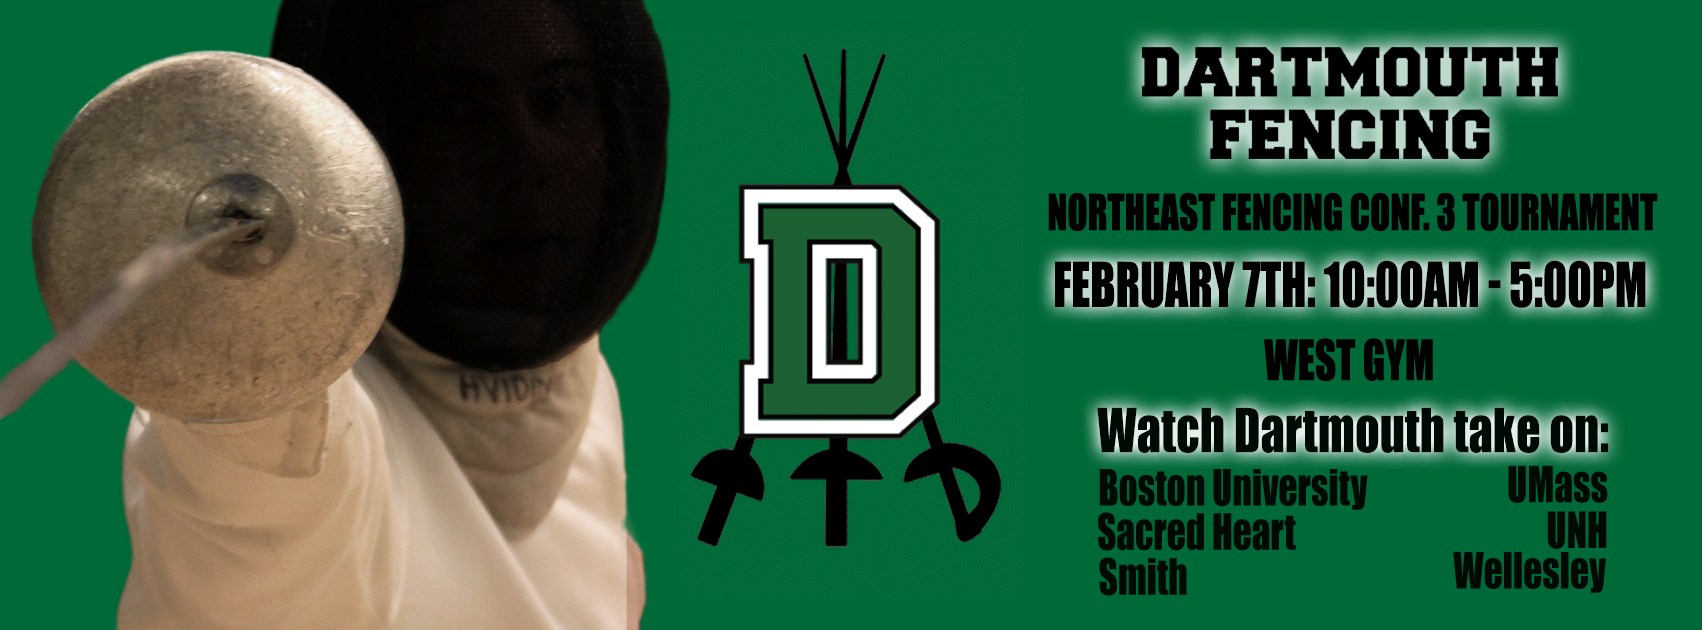 DARTMOUTH
FENCING
NORTHEAST FENCING CONF. 3 TOURNAMENT
FEBRUARY 7TH: 10:00AM - 5:00PM
WEST GYM
Watch Dartmouth take on:
Boston University
Sacred Heart
Smith
UMass
UNH
Wellesley
D